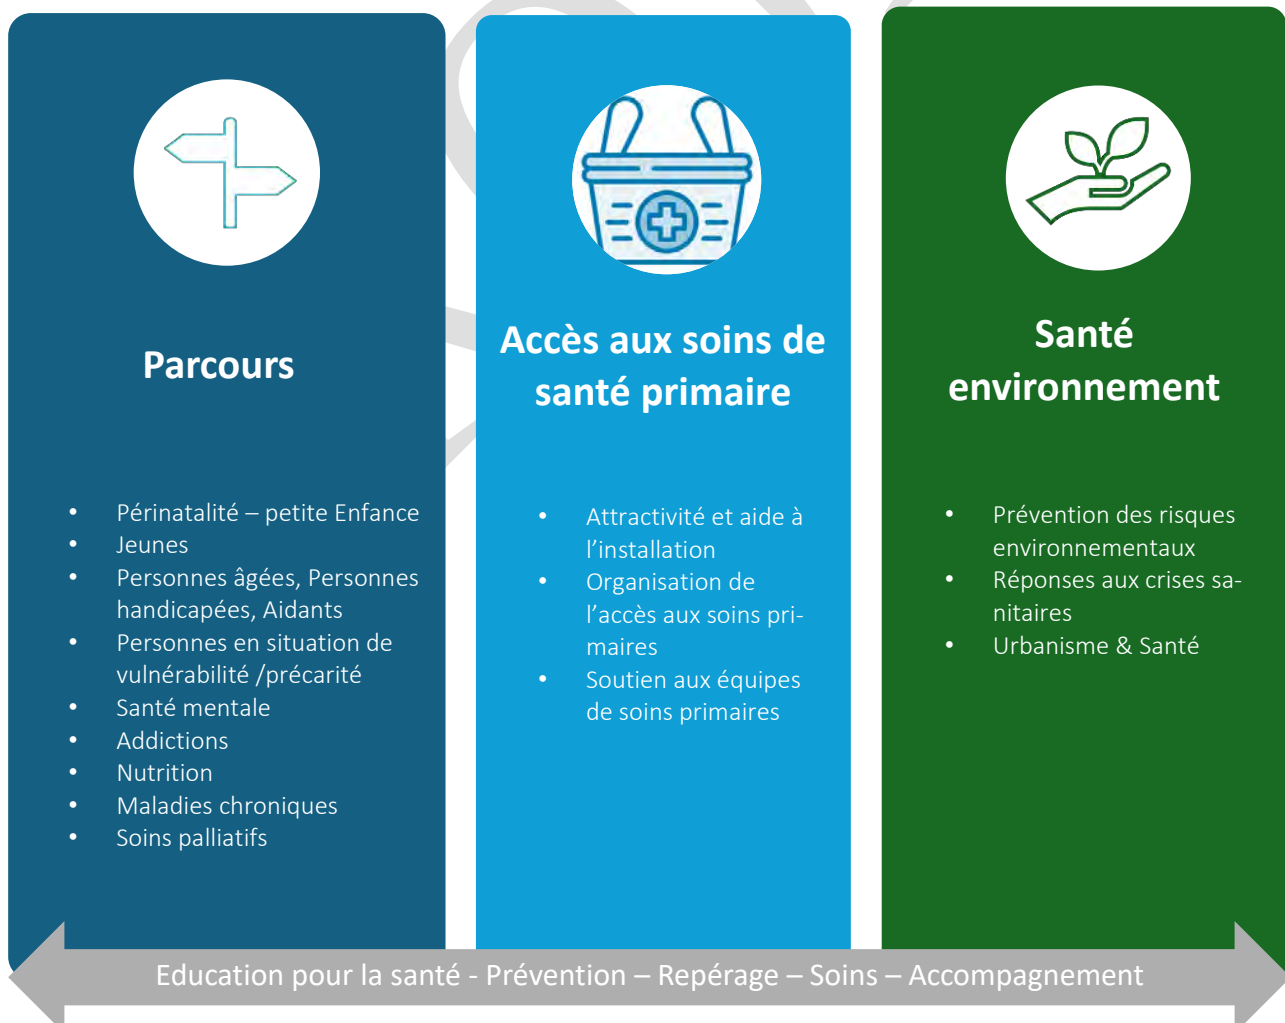 Parcours
• Périnatalité – petite Enfance
• Jeunes
• Personnes âgées, Personnes
handicapées, Aidants
• Personnes en situation de
vulnérabilité /précarité
• Santé mentale
• Addictions
• Nutrition
• Maladies chroniques
• Soins palliatifs
Accès aux soins de
santé primaire
• Attractivité et aide à
l’installation
• Organisation de
l’accès aux soins pri-
maires
• Soutien aux équipes
de soins primaires
Santé
environnement
• Prévention des risques
environnementaux
• Réponses aux crises sa-
nitaires
• Urbanisme & Santé
Education pour la santé - Prévention – Repérage – Soins – Accompagnement